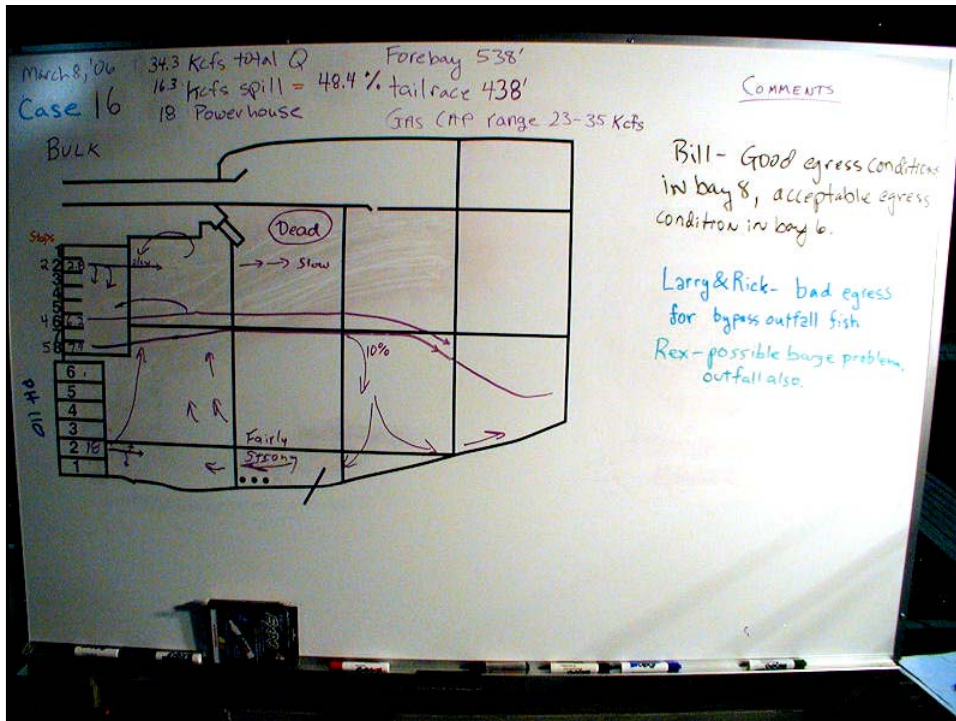 March 8, '06
Case 16
34.3 Kcfs total Q
16.3 Kcfs spill = 48.4 %
18 Powerhouse
Forebay 538'
tailrace 438'
GAS CAP range 23-35 Kcfs
COMMENTS
BULK
Bill- Good egress conditions
in bay 8, acceptable egress
condition in bay 6.
Larry & Rick- bad egress
for bypass outfall fish
Rex- possible barge problem,
outfall also.
Dead
Stops
slow
10%
6
5
4
3
2 18
1
Fairly
Strong